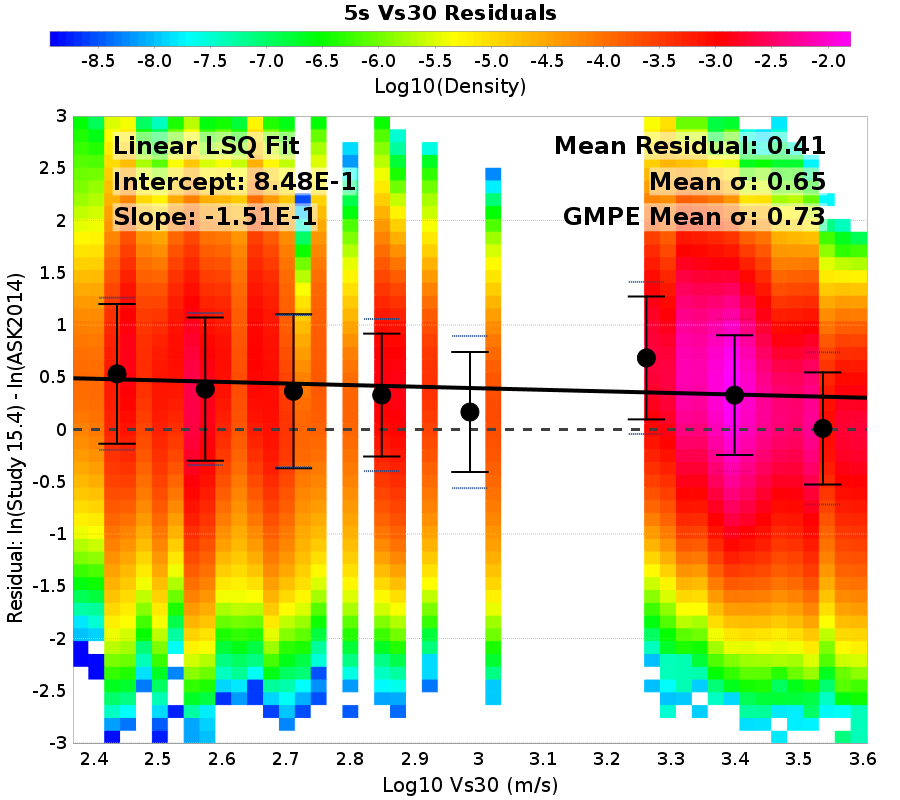 5s Vs30 Residuals
-8.5 -8.0 -7.5 -7.0 -6.5 -6.0 -5.5 -5.0 -4.5 -4.0 -3.5 -3.0 -2.5 -2.0
Log10(Density)
Linear LSQ Fit
Intercept: 8.48E-1
Slope: -1.51E-1
Mean Residual: 0.41
Mean σ: 0.65
GMPE Mean σ: 0.73
Residual: ln(Study 15.4) - ln(ASK2014)
3
2.5
2
1.5
1
0.5
0
-0.5
-1
-1.5
-2
-2.5
-3
2.4 2.5 2.6 2.7 2.8 2.9 3 3.1 3.2 3.3 3.4 3.5 3.6
Log10 Vs30 (m/s)